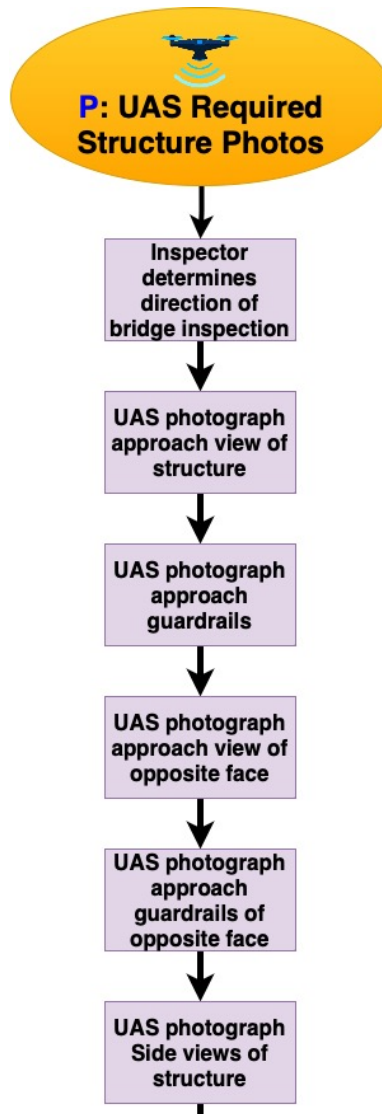 P: UAS Required
Structure Photos
Inspector
determines
direction of
bridge inspection
UAS photograph
approach view of
structure
UAS photograph
approach
guardrails
UAS photograph
approach view of
opposite face
UAS photograph
approach
guardrails of
opposite face
UAS photograph
Side views of
structure